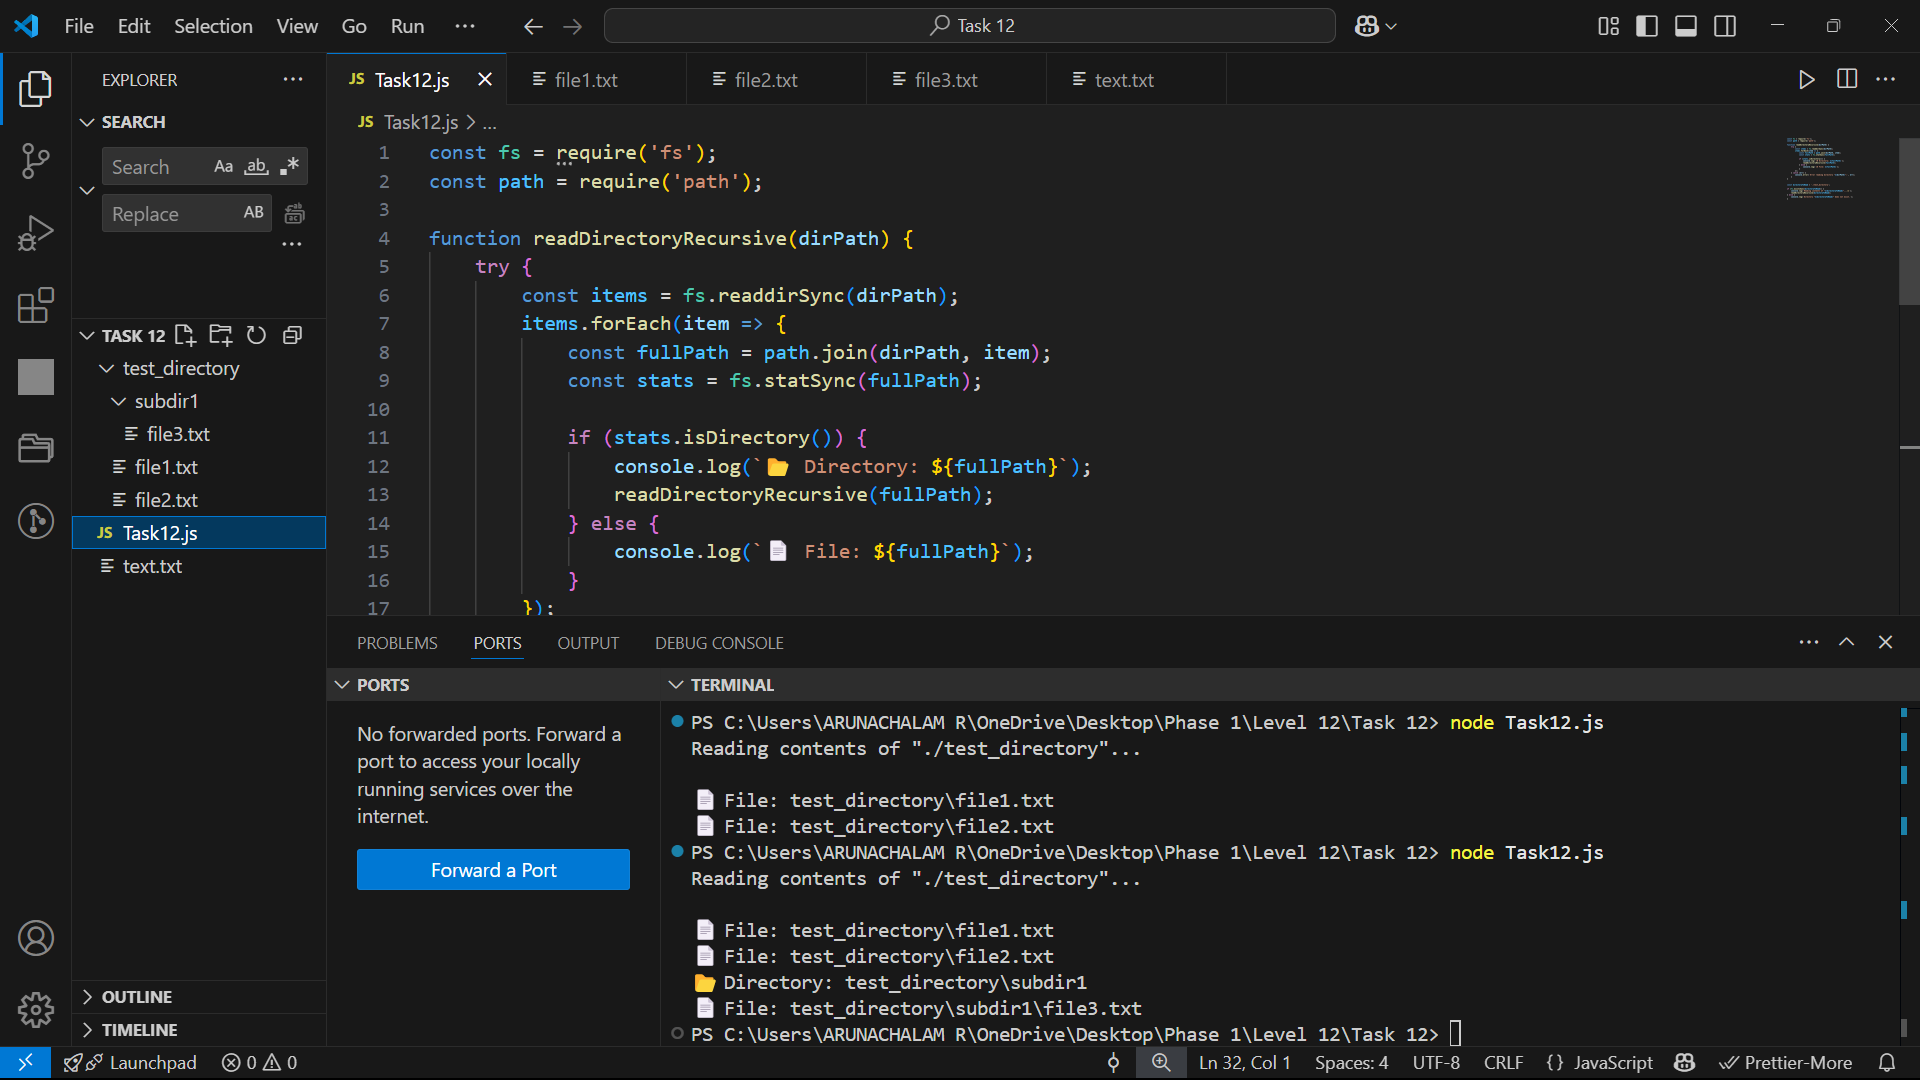 File Edit Selection View Go Run ··· Task 12
EXPLORER ···
SEARCH
Search Aa ab .*
Replace AB
···
TASK 12
test_directory
subdir1
file3.txt
file1.txt
file2.txt
JS Task12.js
text.txt
OUTLINE
TIMELINE
JS Task12.js file1.txt file2.txt file3.txt text.txt
JS Task12.js > ...
1 const fs = require('fs');
2 const path = require('path');
3
4 function readDirectoryRecursive(dirPath) {
5 try {
6 const items = fs.readdirSync(dirPath);
7 items.forEach(item => {
8 const fullPath = path.join(dirPath, item);
9 const stats = fs.statSync(fullPath);
10
11 if (stats.isDirectory()) {
12 console.log(`📂 Directory: ${fullPath}`);
13 readDirectoryRecursive(fullPath);
14 } else {
15 console.log(`📄 File: ${fullPath}`);
16 }
17 });
PROBLEMS PORTS OUTPUT DEBUG CONSOLE
PORTS
No forwarded ports. Forward a
port to access your locally
running services over the
internet.
Forward a Port
TERMINAL
PS C:\Users\ARUNACHALAM R\OneDrive\Desktop\Phase 1\Level 12\Task 12> node Task12.js
Reading contents of "./test_directory"...
📄 File: test_directory\file1.txt
📄 File: test_directory\file2.txt
PS C:\Users\ARUNACHALAM R\OneDrive\Desktop\Phase 1\Level 12\Task 12> node Task12.js
Reading contents of "./test_directory"...
📄 File: test_directory\file1.txt
📄 File: test_directory\file2.txt
📂 Directory: test_directory\subdir1
📄 File: test_directory\subdir1\file3.txt
PS C:\Users\ARUNACHALAM R\OneDrive\Desktop\Phase 1\Level 12\Task 12>
Launchpad 0 0 Ln 32, Col 1 Spaces: 4 UTF-8 CRLF {} JavaScript Prettier-More